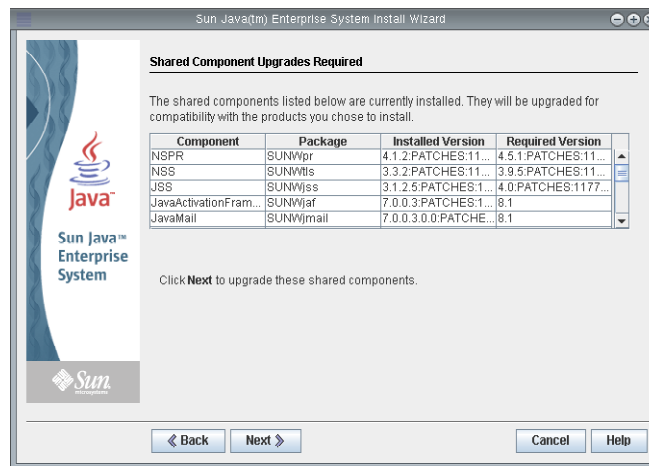 Sun Java(tm) Enterprise System Install Wizard
Shared Component Upgrades Required
The shared components listed below are currently installed. They will be upgraded for
compatibility with the products you chose to install.
Component Package Installed Version Required Version
NSPR SUNWpr 4.1.2:PATCHES:11... 4.5.1:PATCHES:11...
NSS SUNWtls 3.3.2:PATCHES:11... 3.9.5:PATCHES:11...
JSS SUNWjss 3.1.2.5:PATCHES:1... 4.0:PATCHES:1177...
JavaActivationFram... SUNWjaf 7.0.0.3:PATCHES:1... 8.1
JavaMail SUNWjmail 7.0.0.3.0.0:PATCHE... 8.1
Click Next to upgrade these shared components.
Java™
Sun Java™
Enterprise
System
Sun
microsystems
Back Next Cancel Help